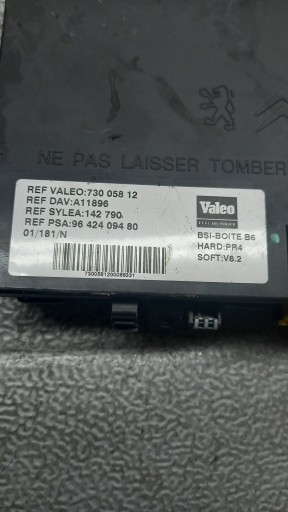 NE PAS LAISSER TOMBER
REF VALEO:730 058 12
REF DAV:A11896
REF SYLEA:142 790
REF PSA:96 424 094 80
01/181/N
Valeo
BSI-BOITE B6
HARD:PR4
SOFT:V8.2